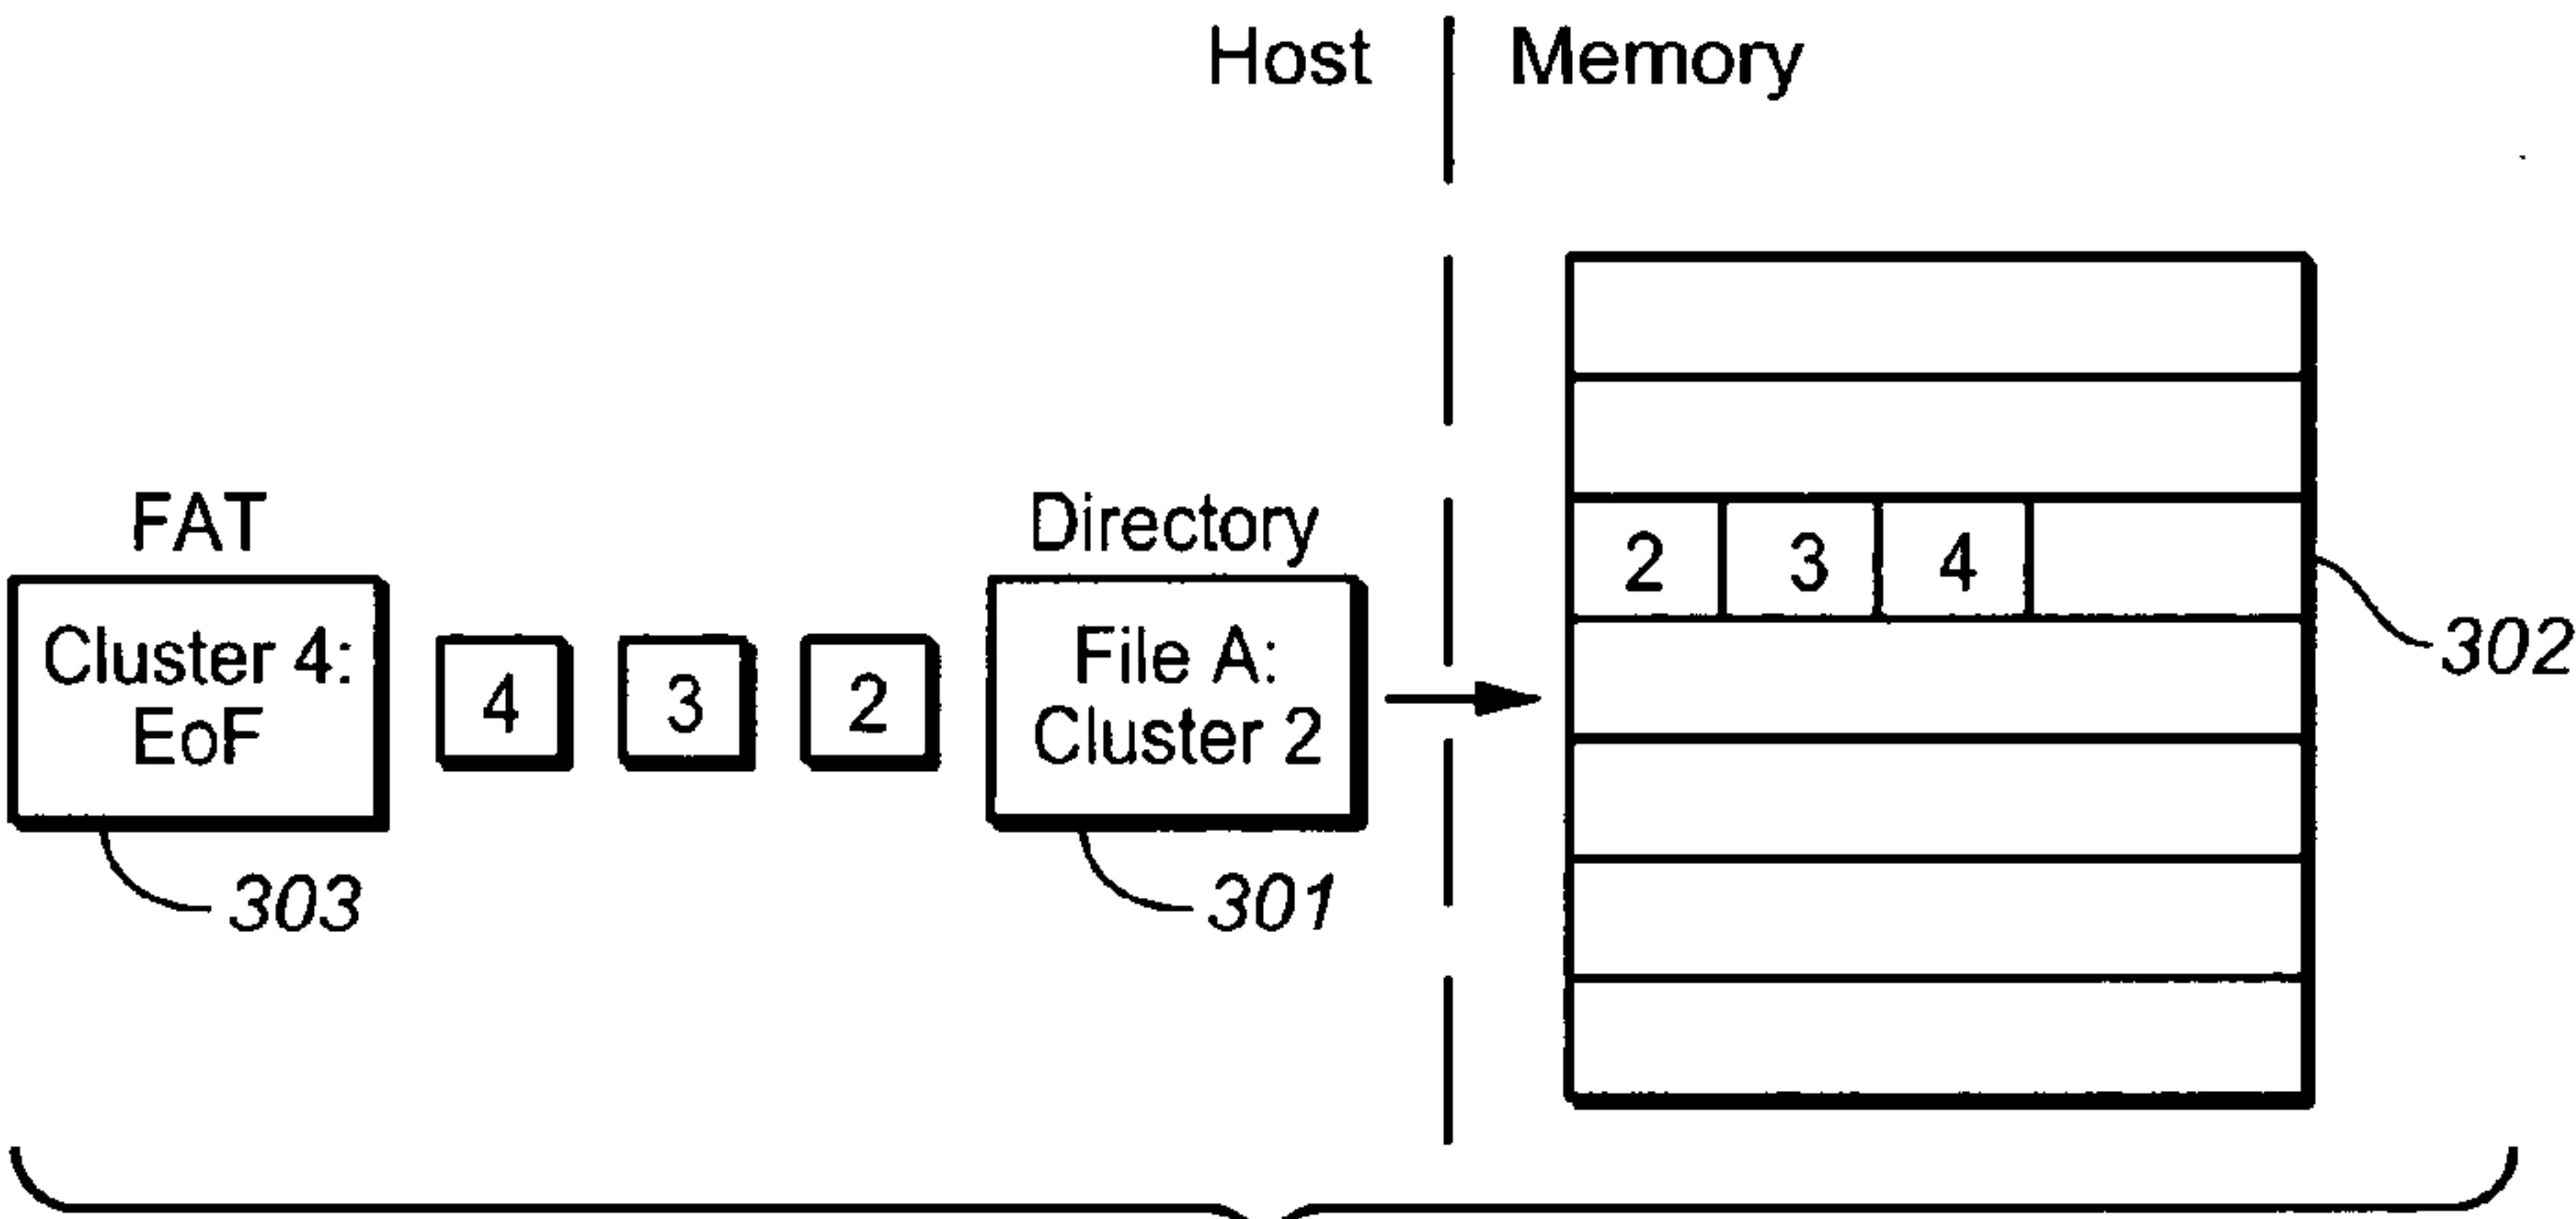 Host Memory
FAT
Directory
Cluster 4:
EoF
4 3 2
File A:
Cluster 2
2 3 4
302
303
301